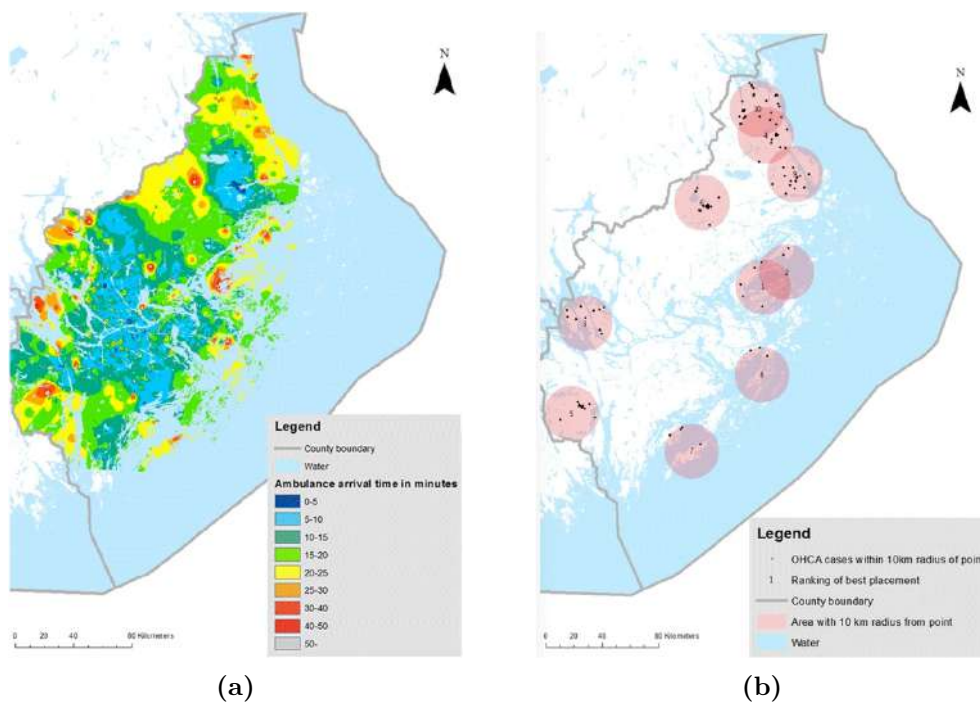 N
Legend
County boundary
Water
Ambulance arrival time in minutes
0-5
5-10
10-15
15-20
20-25
25-30
30-40
40-50
50-
0 20 40 80 Kilometers
(a)
N
5
Legend
OHCA cases within 10km radius of point
1 Ranking of best placement
County boundary
Area with 10 km radius from point
Water
0 20 40 80 Kilometers
(b)